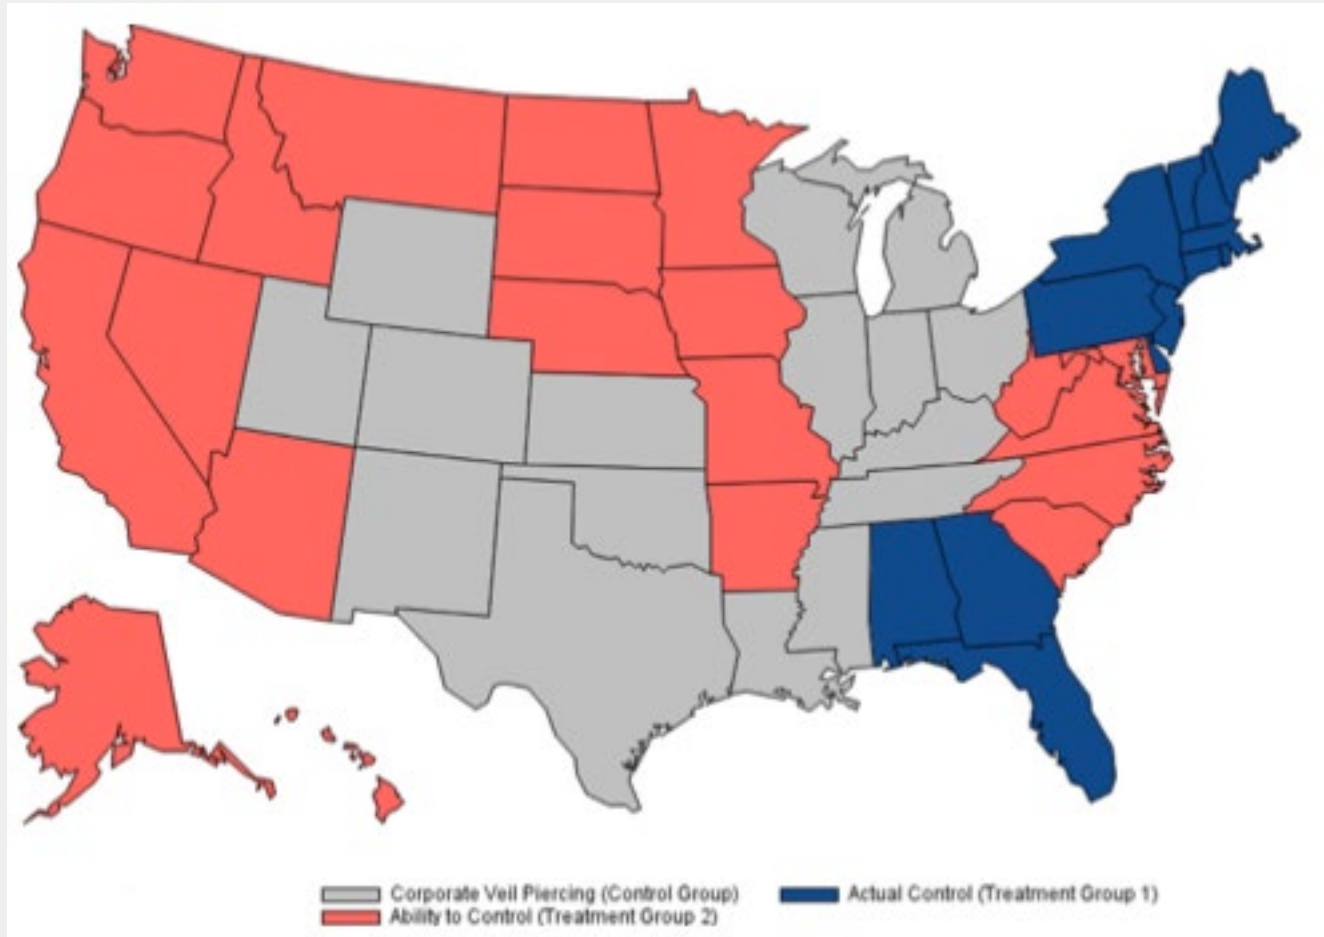 Corporate Veil Piercing (Control Group)
Actual Control (Treatment Group 1)
Ability to Control (Treatment Group 2)